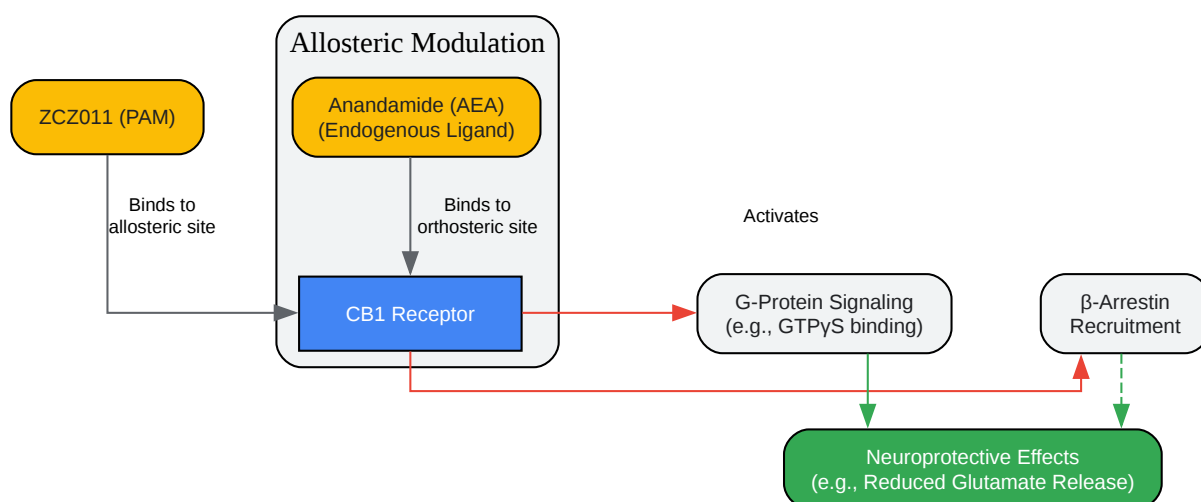 Allosteric Modulation
ZCZ011 (PAM)
Anandamide (AEA)
(Endogenous Ligand)
Binds to
allosteric site
Binds to
orthosteric site
Activates
CB1 Receptor
G-Protein Signaling
(e.g., GTPγS binding)
β-Arrestin
Recruitment
Neuroprotective Effects
(e.g., Reduced Glutamate Release)